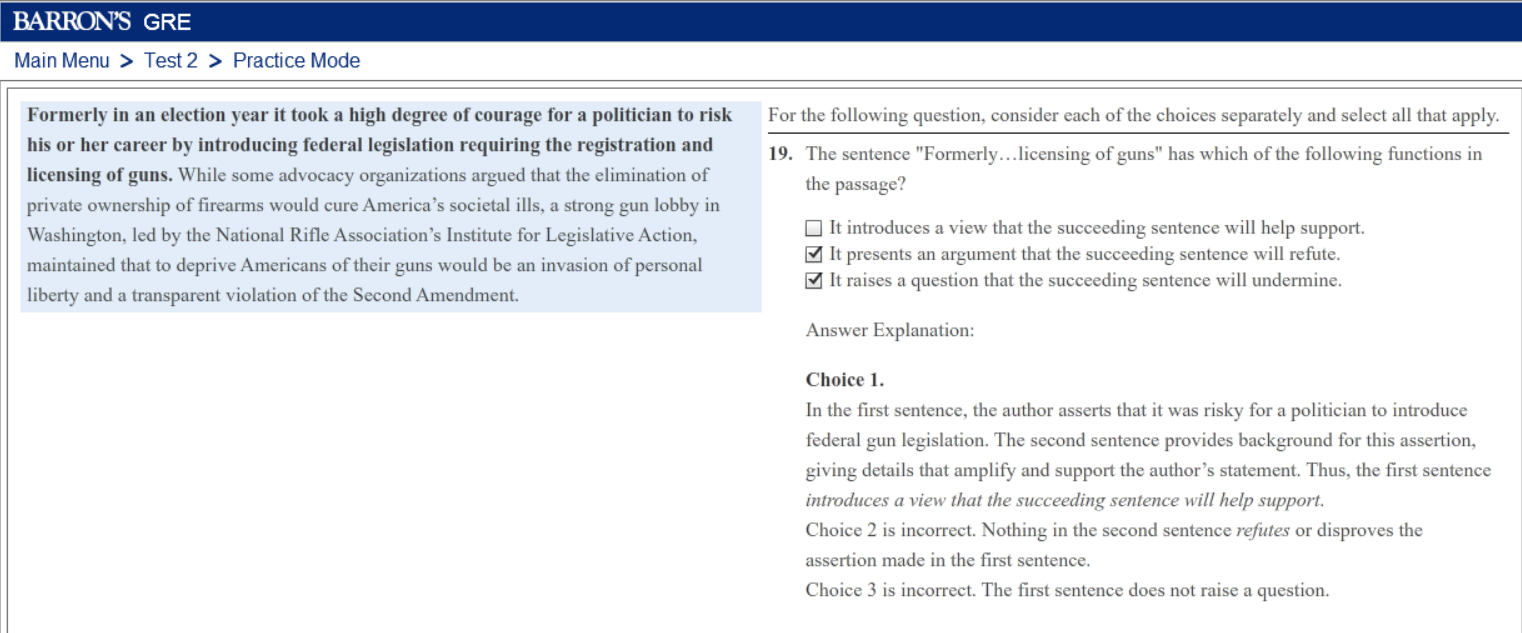 BARRON'S GRE
Main Menu > Test 2 > Practice Mode
Formerly in an election year it took a high degree of courage for a politician to risk
his or her career by introducing federal legislation requiring the registration and
licensing of guns. While some advocacy organizations argued that the elimination of
private ownership of firearms would cure America's societal ills, a strong gun lobby in
Washington, led by the National Rifle Association's Institute for Legislative Action,
maintained that to deprive Americans of their guns would be an invasion of personal
liberty and a transparent violation of the Second Amendment.
For the following question, consider each of the choices separately and select all that apply.
19. The sentence "Formerly…licensing of guns" has which of the following functions in
the passage?
It introduces a view that the succeeding sentence will help support.
It presents an argument that the succeeding sentence will refute.
It raises a question that the succeeding sentence will undermine.
Answer Explanation:
Choice 1.
In the first sentence, the author asserts that it was risky for a politician to introduce
federal gun legislation. The second sentence provides background for this assertion,
giving details that amplify and support the author's statement. Thus, the first sentence
introduces a view that the succeeding sentence will help support.
Choice 2 is incorrect. Nothing in the second sentence refutes or disproves the
assertion made in the first sentence.
Choice 3 is incorrect. The first sentence does not raise a question.